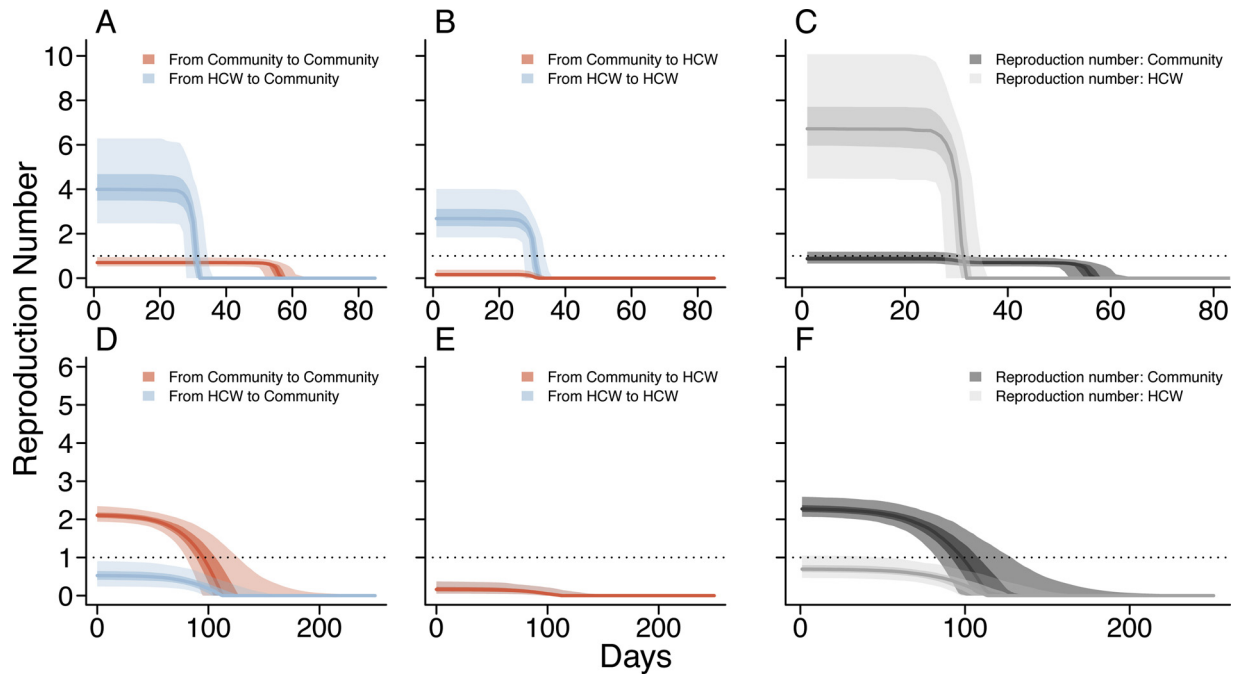 A
B
C
From Community to Community
From HCW to Community
From Community to HCW
From HCW to HCW
Reproduction number: Community
Reproduction number: HCW
10
8
6
4
2
0
0 20 40 60 80
0 20 40 60 80
0 20 40 60 80
Reproduction Number
D
E
F
From Community to Community
From HCW to Community
From Community to HCW
From HCW to HCW
Reproduction number: Community
Reproduction number: HCW
6
5
4
3
2
1
0
0 100 200
0 100 200
0 100 200
Days